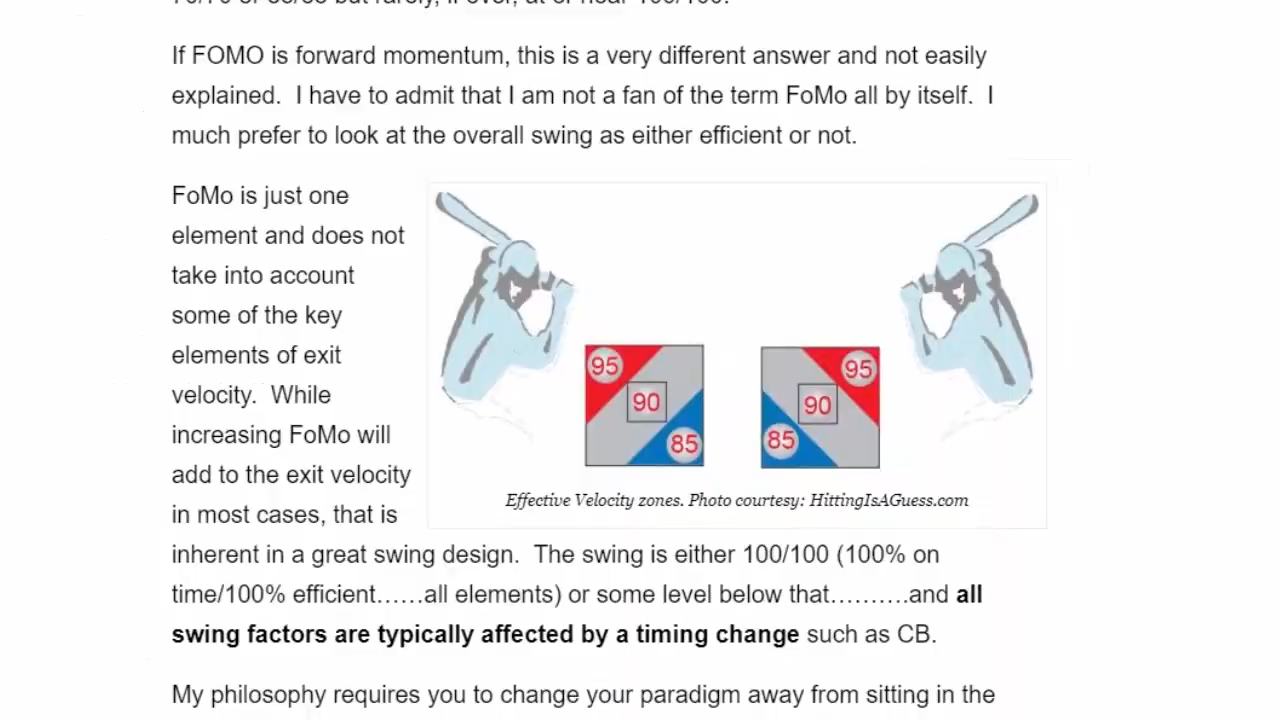 If FOMO is forward momentum, this is a very different answer and not easily
explained.  I have to admit that I am not a fan of the term FoMo all by itself.  I
much prefer to look at the overall swing as either efficient or not.
FoMo is just one
element and does not
take into account
some of the key
elements of exit
velocity.  While
increasing FoMo will
add to the exit velocity
in most cases, that is
95
90
85
95
90
85
Effective Velocity zones. Photo courtesy: HittingIsAGuess.com
inherent in a great swing design.  The swing is either 100/100 (100% on
time/100% efficient……all elements) or some level below that……….and all
swing factors are typically affected by a timing change such as CB.
My philosophy requires you to change your paradigm away from sitting in the